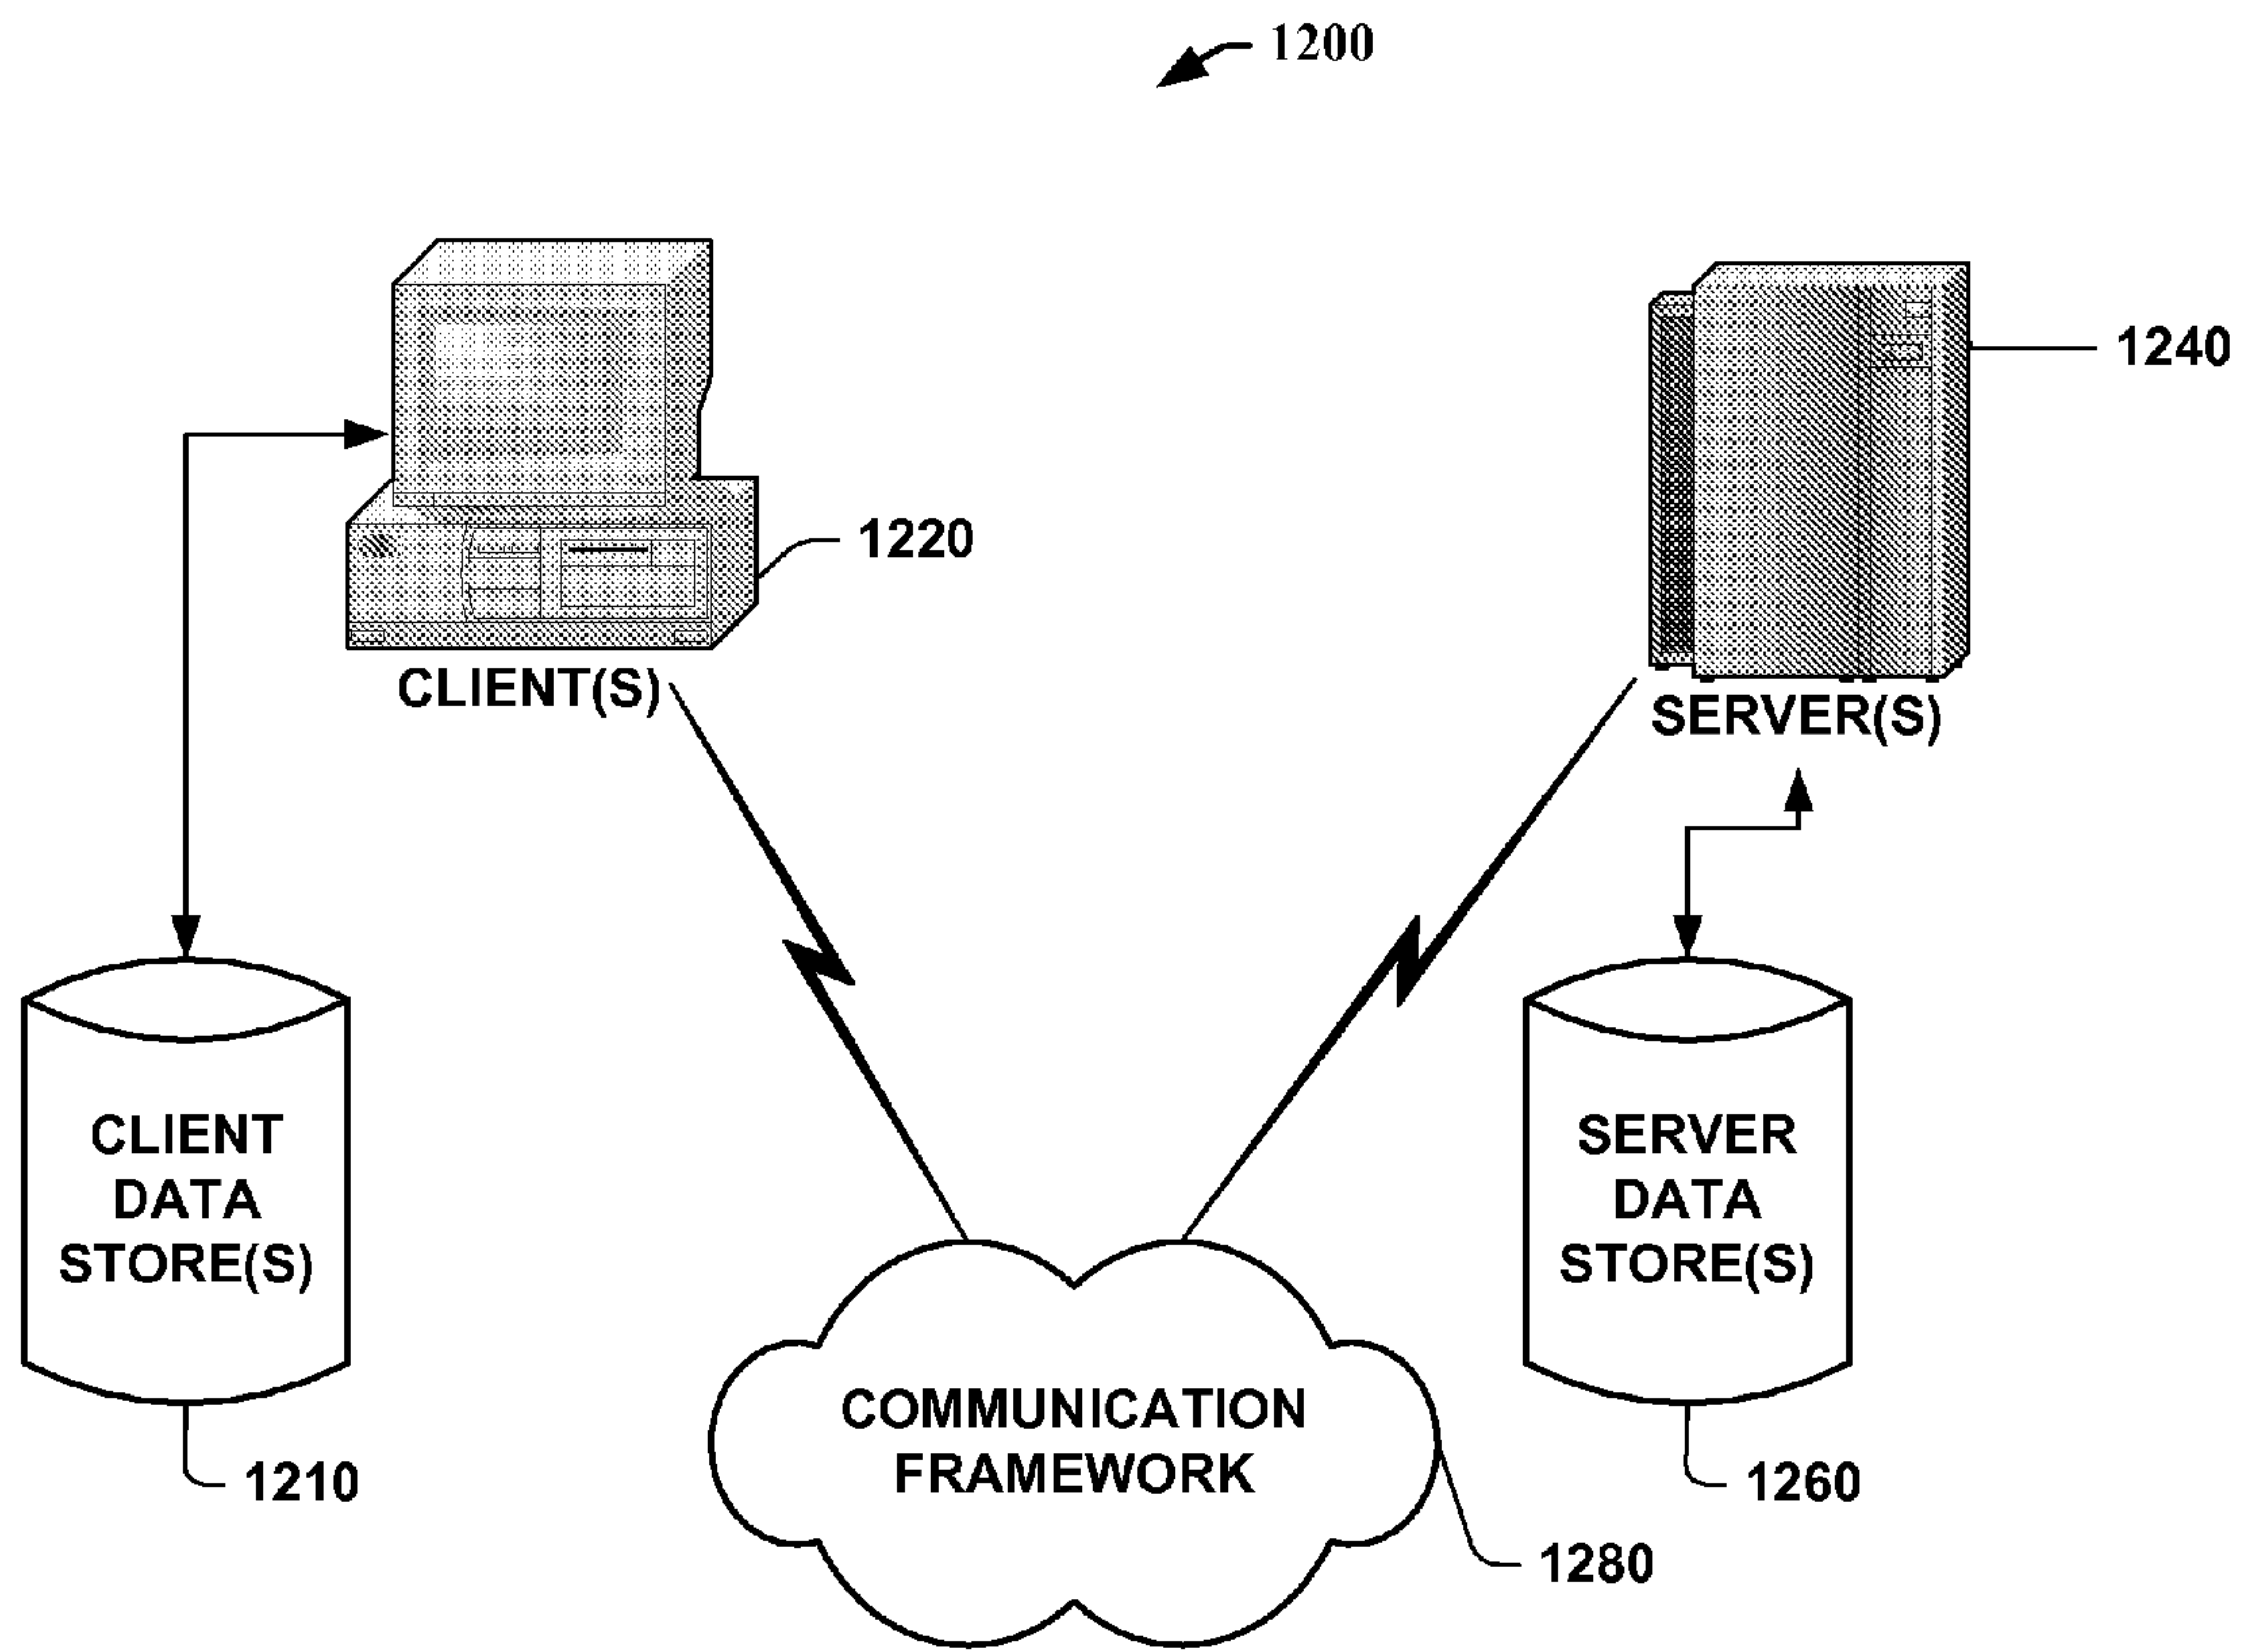 1200
1240
1220
CLIENT(S)
SERVER(S)
CLIENT
DATA
STORE(S)
SERVER
DATA
STORE(S)
COMMUNICATION
FRAMEWORK
1210
1260
1280